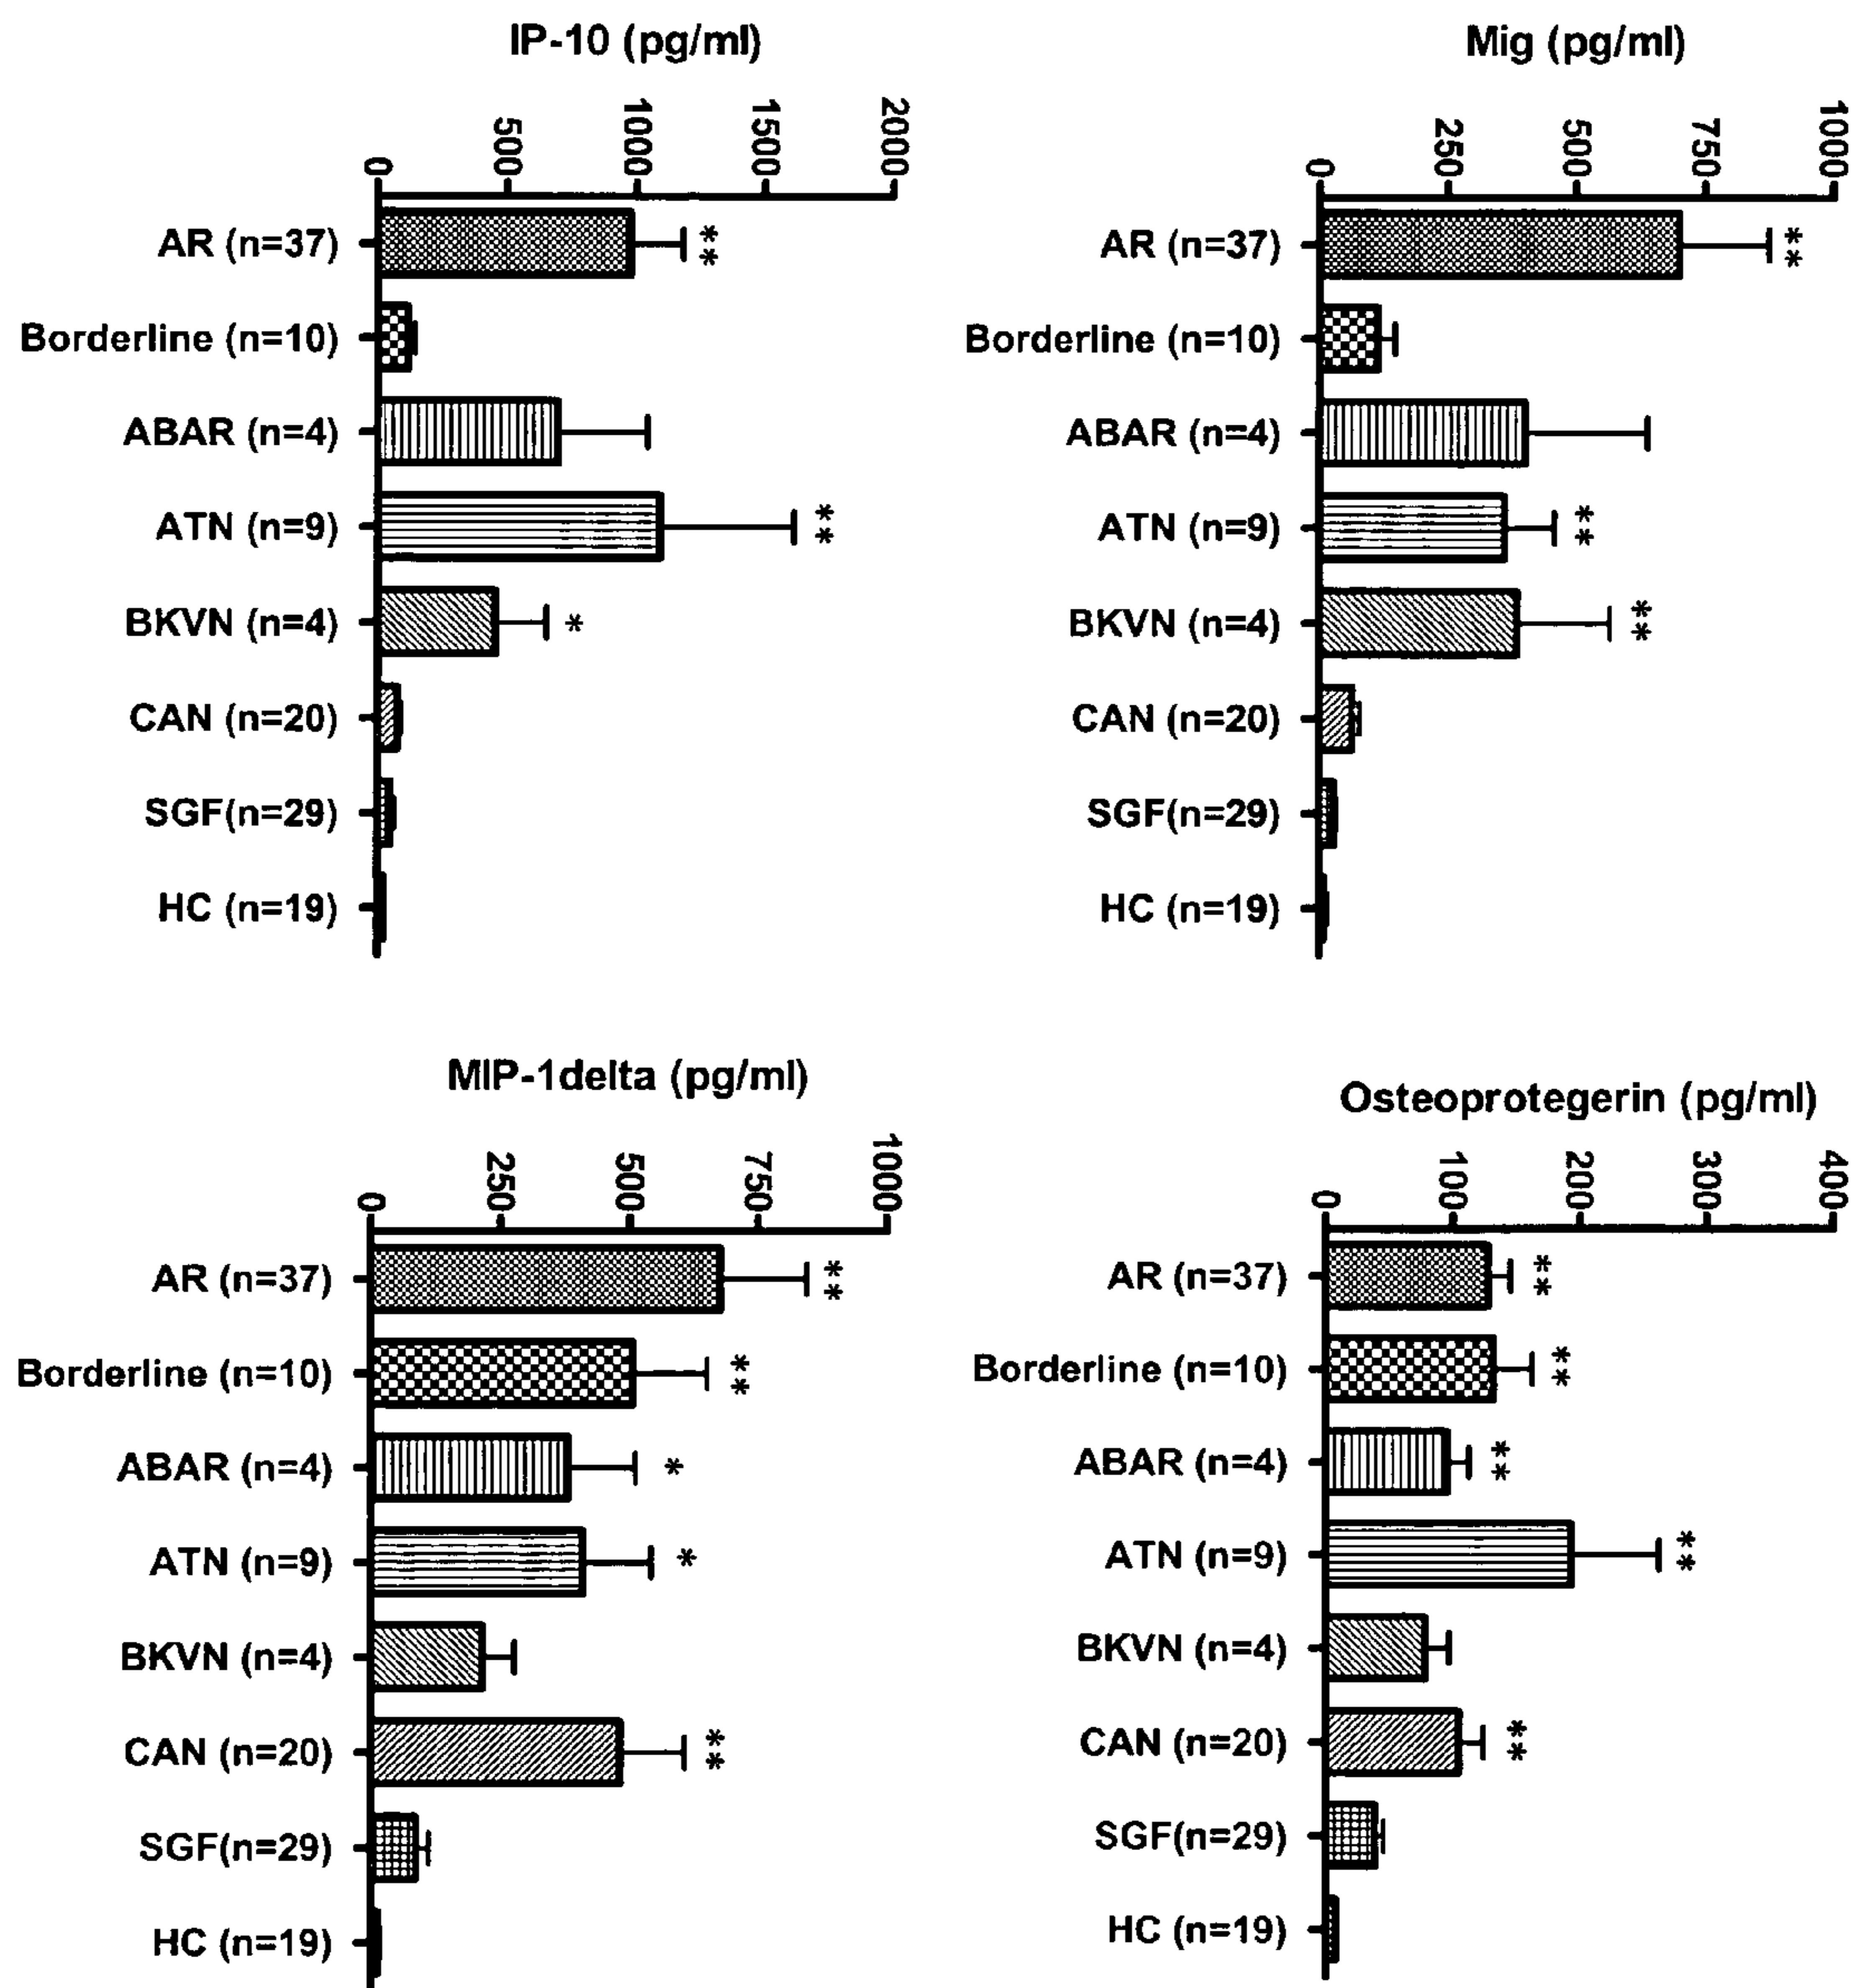 IP-10 (pg/ml)
0
500
1000
1500
2000
AR (n=37)
**
Borderline (n=10)
ABAR (n=4)
ATN (n=9)
**
BKVN (n=4)
*
CAN (n=20)
SGF(n=29)
HC (n=19)
Mig (pg/ml)
0
250
500
750
1000
AR (n=37)
**
Borderline (n=10)
ABAR (n=4)
ATN (n=9)
**
BKVN (n=4)
**
CAN (n=20)
SGF(n=29)
HC (n=19)
MIP-1delta (pg/ml)
0
250
500
750
1000
AR (n=37)
**
Borderline (n=10)
**
ABAR (n=4)
*
ATN (n=9)
*
BKVN (n=4)
CAN (n=20)
**
SGF(n=29)
HC (n=19)
Osteoprotegerin (pg/ml)
0
1000
2000
3000
4000
AR (n=37)
**
Borderline (n=10)
**
ABAR (n=4)
**
ATN (n=9)
**
BKVN (n=4)
CAN (n=20)
**
SGF(n=29)
HC (n=19)